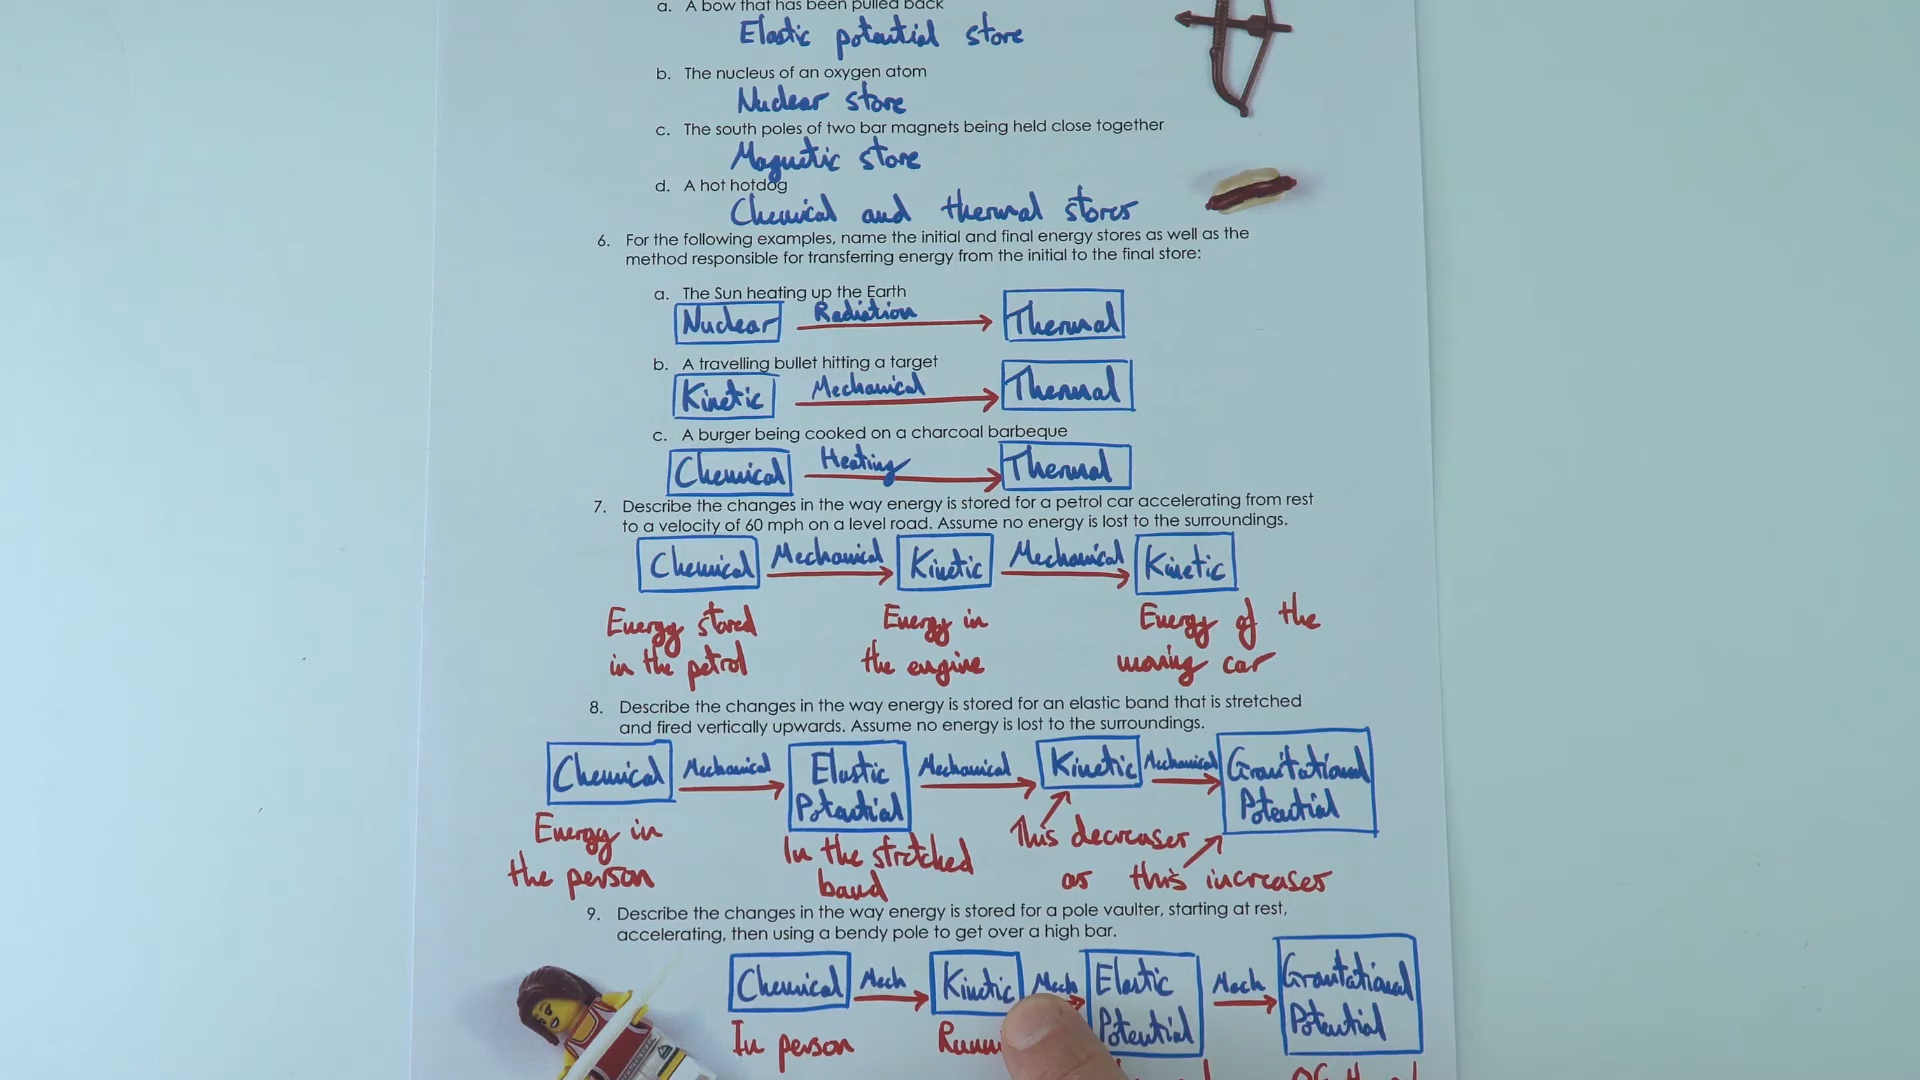 a. A bow that has been pulled back
Elastic potential store
b. The nucleus of an oxygen atom
Nuclear store
c. The south poles of two bar magnets being held close together
Magnetic store
d. A hot hotdog
Chemical and thermal stores
6. For the following examples, name the initial and final energy stores as well as the
method responsible for transferring energy from the initial to the final store:
a. The Sun heating up the Earth
Nuclear Radiation Thermal
b. A travelling bullet hitting a target
Kinetic Mechanical Thermal
c. A burger being cooked on a charcoal barbeque
Chemical Heating Thermal
7. Describe the changes in the way energy is stored for a petrol car accelerating from rest
to a velocity of 60 mph on a level road. Assume no energy is lost to the surroundings.
Chemical Mechanical Kinetic Mechanical Kinetic
Energy stored Energy in Energy of the
in the petrol the engine moving car
8. Describe the changes in the way energy is stored for an elastic band that is stretched
and fired vertically upwards. Assume no energy is lost to the surroundings.
Chemical Mechanical Elastic Mechanical Kinetic Mechanical Gravitational
Potential Potential
Energy in In the stretched This decreases
the person band as this increases
9. Describe the changes in the way energy is stored for a pole vaulter, starting at rest,
accelerating, then using a bendy pole to get over a high bar.
Chemical Mech Kinetic Mech Elastic Mech Gravitational
Potential Potential
In person